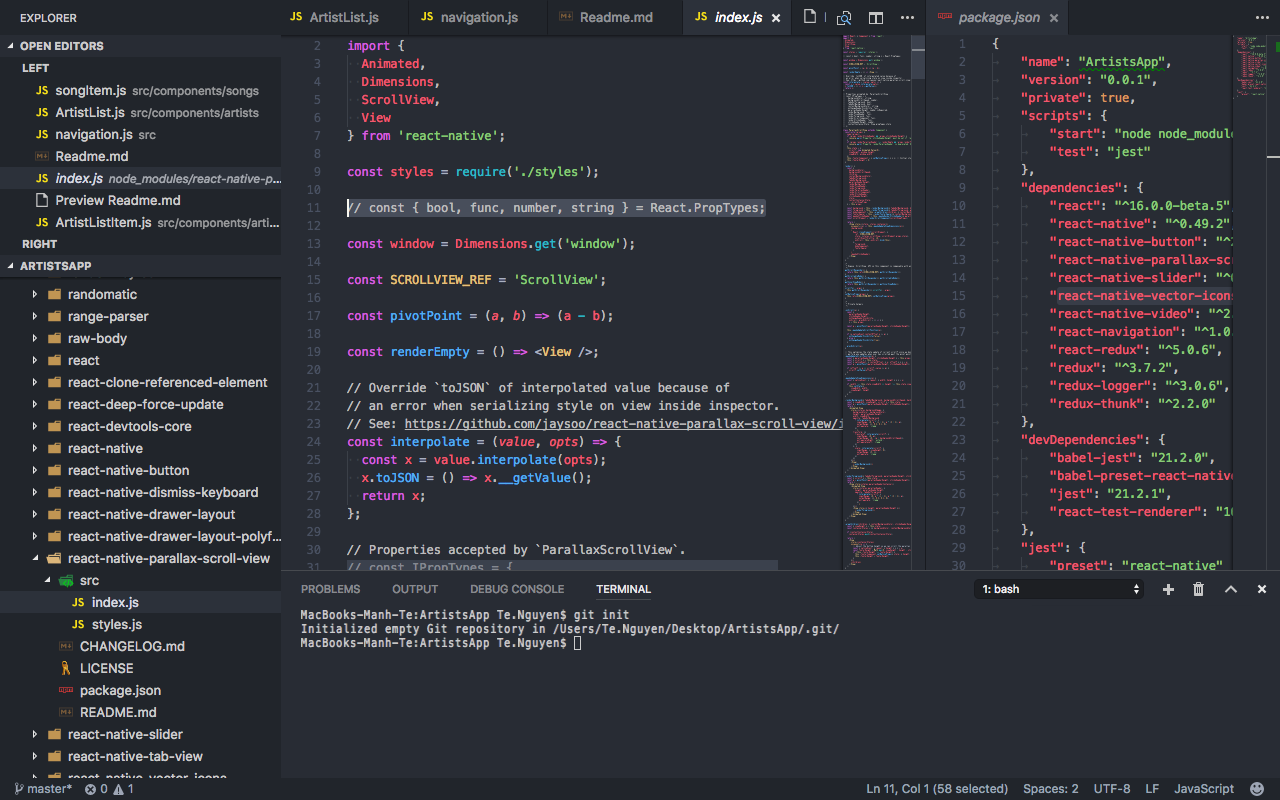 EXPLORER
OPEN EDITORS
LEFT
JS songItem.js src/components/songs
JS ArtistList.js src/components/artists
JS navigation.js src
Readme.md
JS index.js node_modules/react-native-p...
Preview Readme.md
JS ArtistListItem.js src/components/arti...
RIGHT
ARTISTSAPP
randomatic
range-parser
raw-body
react
react-clone-referenced-element
react-deep-force-update
react-devtools-core
react-native
react-native-button
react-native-dismiss-keyboard
react-native-drawer-layout
react-native-drawer-layout-polyf...
react-native-parallax-scroll-view
src
JS index.js
JS styles.js
CHANGELOG.md
LICENSE
package.json
README.md
react-native-slider
react-native-tab-view
react-native-vector-icons
JS ArtistList.js
JS navigation.js
Readme.md
JS index.js ×
2 import {
3 Animated,
4 Dimensions,
5 ScrollView,
6 View
7 } from 'react-native';
8
9 const styles = require('./styles');
10
11 // const { bool, func, number, string } = React.PropTypes;
12
13 const window = Dimensions.get('window');
14
15 const SCROLLVIEW_REF = 'ScrollView';
16
17 const pivotPoint = (a, b) => (a - b);
18
19 const renderEmpty = () => <View />;
20
21 // Override `toJSON` of interpolated value because of
22 // an error when serializing style on view inside inspector.
23 // See: https://github.com/jaysoo/react-native-parallax-scroll-view/i
24 const interpolate = (value, opts) => {
25 const x = value.interpolate(opts);
26 x.toJSON = () => x.__getValue();
27 return x;
28 };
29
30 // Properties accepted by `ParallaxScrollView`.
31 // const IPropTypes = {
package.json ×
1 {
2 "name": "ArtistsApp",
3 "version": "0.0.1",
4 "private": true,
5 "scripts": {
6 "start": "node node_modul
7 "test": "jest"
8 },
9 "dependencies": {
10 "react": "^16.0.0-beta.5",
11 "react-native": "^0.49.2",
12 "react-native-button": "^
13 "react-native-parallax-scr
14 "react-native-slider": "^
15 "react-native-vector-icons
16 "react-native-video": "^2.
17 "react-navigation": "^1.0.
18 "react-redux": "^5.0.6",
19 "redux": "^3.7.2",
20 "redux-logger": "^3.0.6",
21 "redux-thunk": "^2.2.0"
22 },
23 "devDependencies": {
24 "babel-jest": "21.2.0",
25 "babel-preset-react-native
26 "jest": "21.2.1",
27 "react-test-renderer": "1
28 },
29 "jest": {
30 "preset": "react-native"
PROBLEMS OUTPUT DEBUG CONSOLE TERMINAL
1: bash
MacBooks-Manh-Te:ArtistsApp Te.Nguyen$ git init
Initialized empty Git repository in /Users/Te.Nguyen/Desktop/ArtistsApp/.git/
MacBooks-Manh-Te:ArtistsApp Te.Nguyen$
master* 0 1
Ln 11, Col 1 (58 selected) Spaces: 2 UTF-8 LF JavaScript